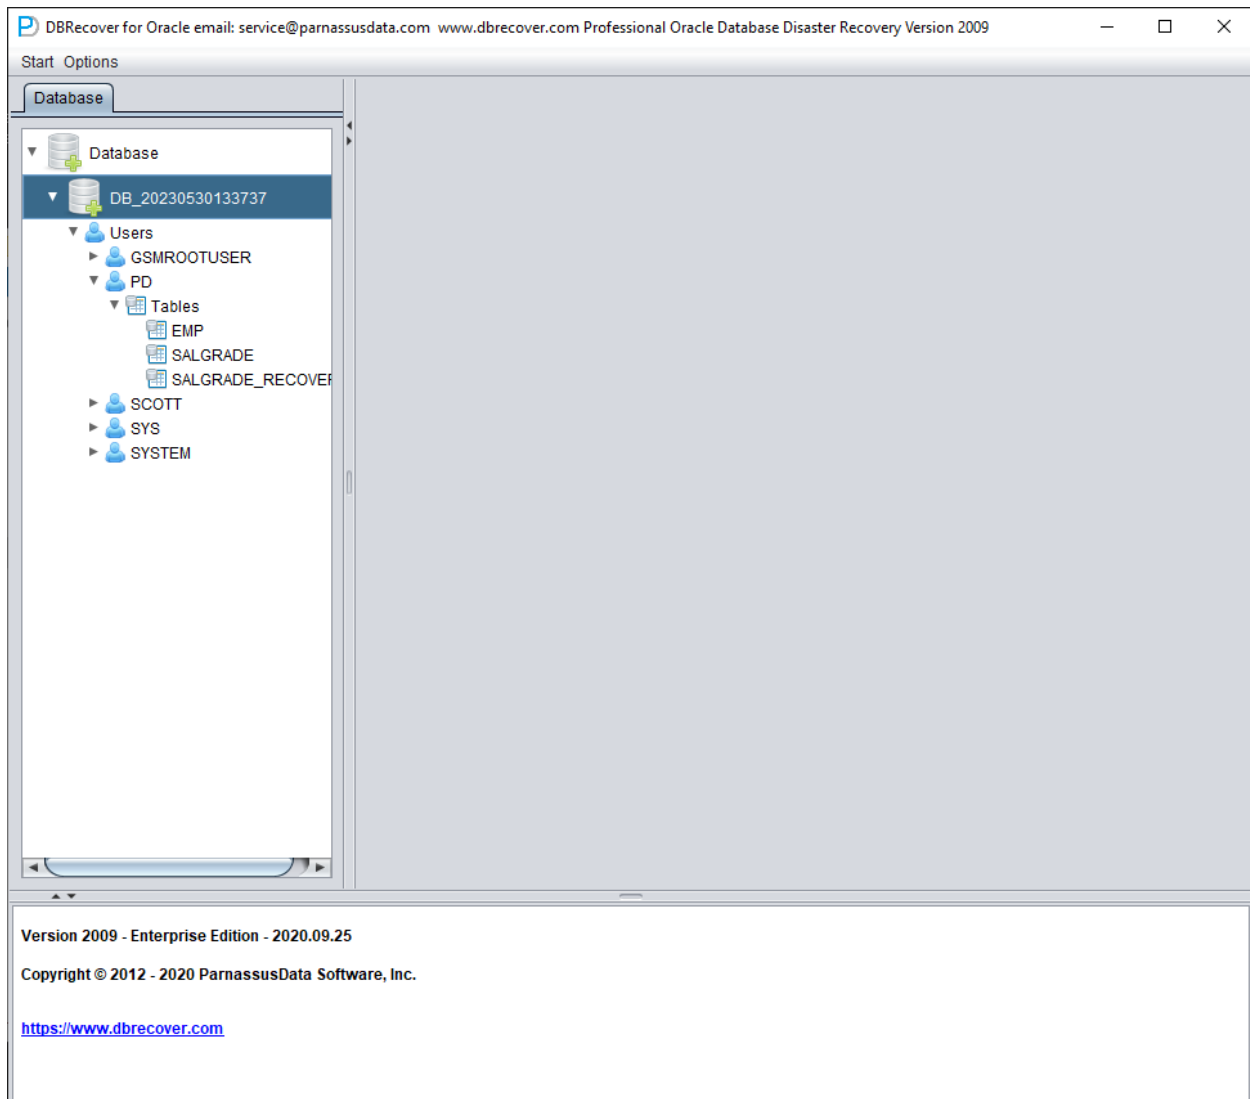 DBRecover for Oracle email: service@parnassusdata.com www.dbrecover.com Professional Oracle Database Disaster Recovery Version 2009
Start Options
Database
Database
DB_20230530133737
Users
GSMROOTUSER
PD
Tables
EMP
SALGRADE
SALGRADE_RECOVER
SCOTT
SYS
SYSTEM
Version 2009 - Enterprise Edition - 2020.09.25
Copyright © 2012 - 2020 ParnassusData Software, Inc.
https://www.dbrecover.com